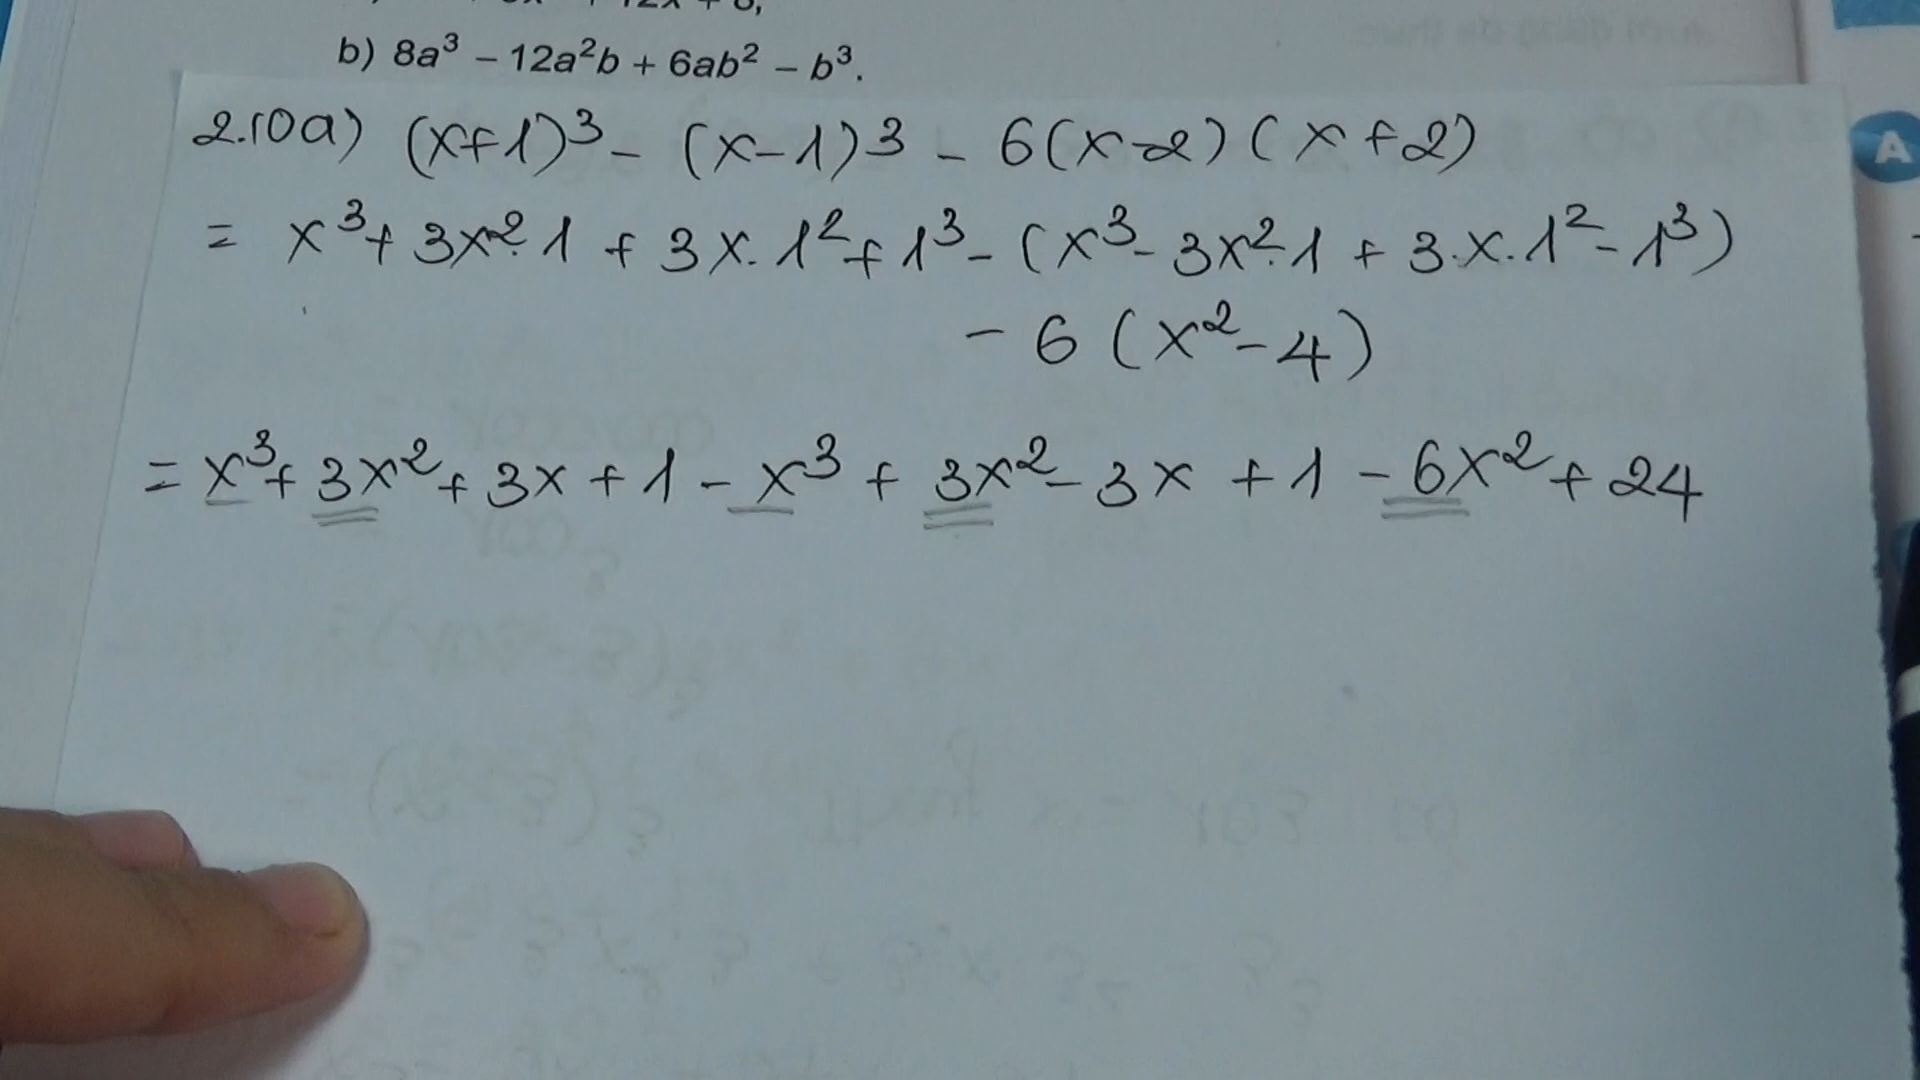 b) 8a³ – 12a²b + 6ab² – b³.
2.10a) (x+1)³ – (x–1)³ – 6(x–2)(x+2)
= x³ + 3x².1 + 3x.1² + 1³ – (x³ – 3x².1 + 3.x.1² – 1³)
– 6(x² – 4)
= x³ + 3x² + 3x + 1 – x³ + 3x² – 3x + 1 – 6x² + 24
A